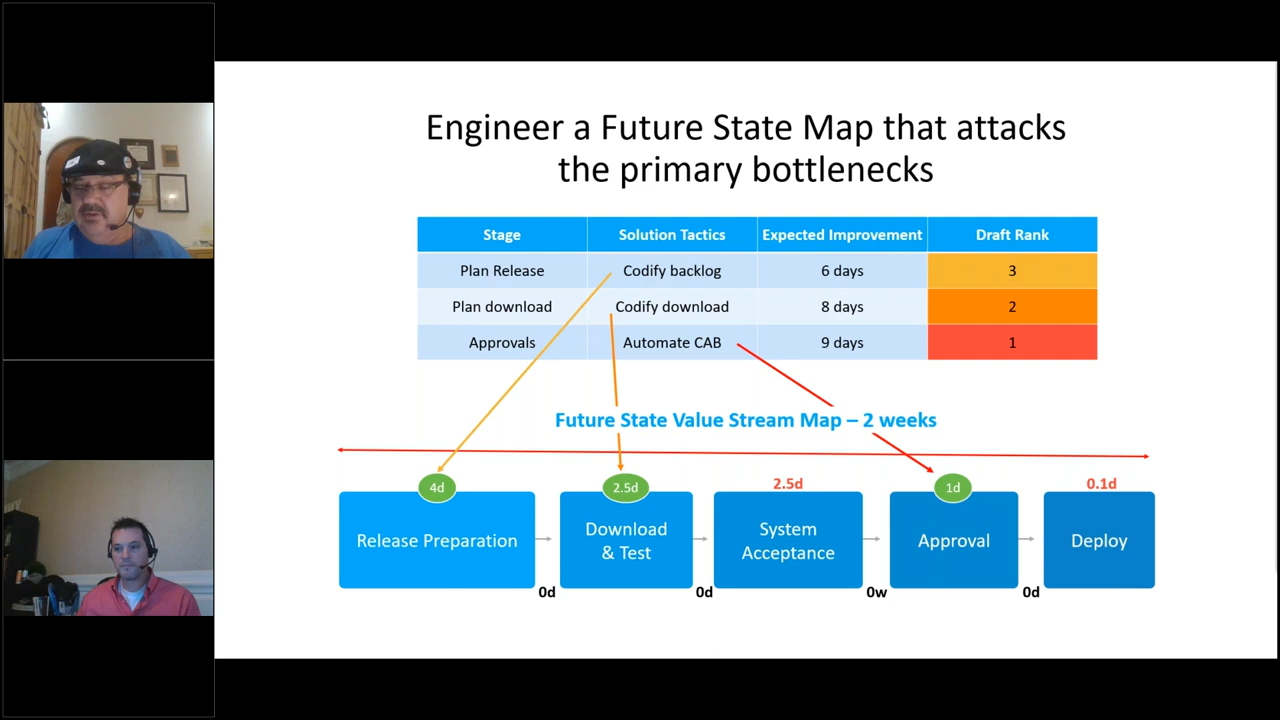 Engineer a Future State Map that attacks
the primary bottlenecks
Stage Solution Tactics Expected Improvement Draft Rank
Plan Release Codify backlog 6 days 3
Plan download Codify download 8 days 2
Approvals Automate CAB 9 days 1
Future State Value Stream Map – 2 weeks
4d 2.5d 2.5d 1d 0.1d
Release Preparation
Download
& Test
System
Acceptance
Approval
Deploy
0d 0d 0w 0d